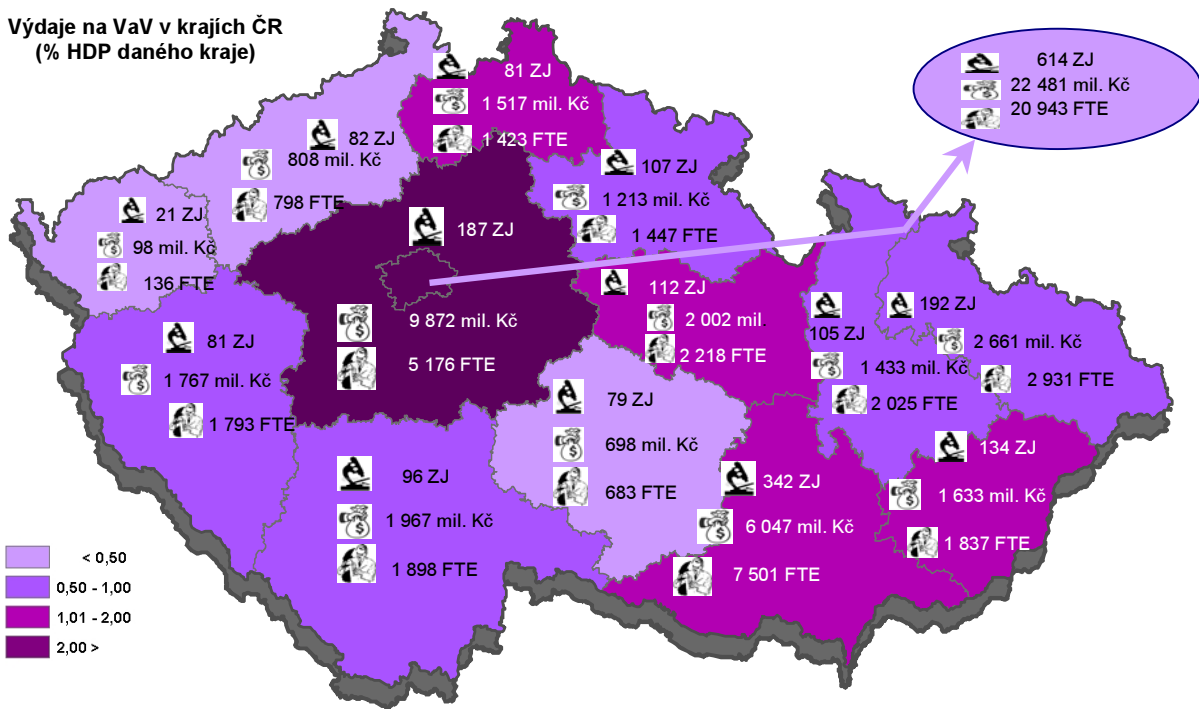 Výdaje na VaV v krajích ČR
(% HDP daného kraje)
614 ZJ
22 481 mil. Kč
20 943 FTE
81 ZJ
1 517 mil. Kč
1 423 FTE
82 ZJ
808 mil. Kč
798 FTE
107 ZJ
1 213 mil. Kč
1 447 FTE
21 ZJ
98 mil. Kč
136 FTE
187 ZJ
9 872 mil. Kč
5 176 FTE
112 ZJ
2 002 mil.
2 218 FTE
105 ZJ
1 433 mil. Kč
2 025 FTE
192 ZJ
2 661 mil. Kč
2 931 FTE
81 ZJ
1 767 mil. Kč
1 793 FTE
79 ZJ
698 mil. Kč
683 FTE
96 ZJ
1 967 mil. Kč
1 898 FTE
342 ZJ
6 047 mil. Kč
7 501 FTE
134 ZJ
1 633 mil. Kč
1 837 FTE
< 0,50
0,50 - 1,00
1,01 - 2,00
2,00 >